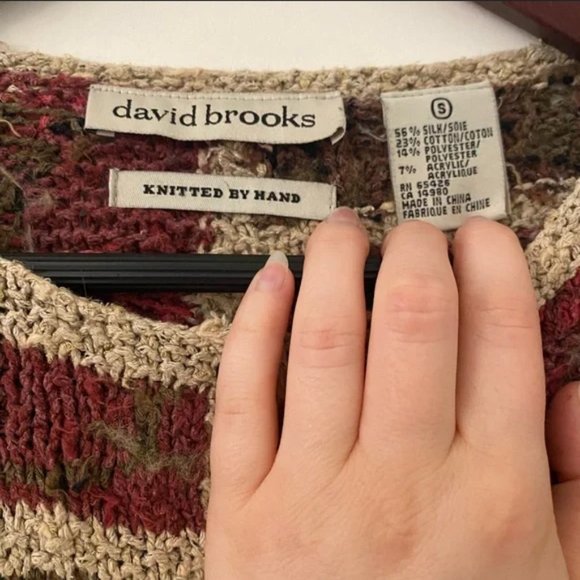 david brooks
KNITTED BY HAND
S
56% SILK/SOIE
23% COTTON/COTON
14% POLYESTER/
POLYESTER
7% ACRYLIC/
ACRYLIQUE
RN 65426
CA 14980
MADE IN CHINA
FABRIQUE EN CHINE